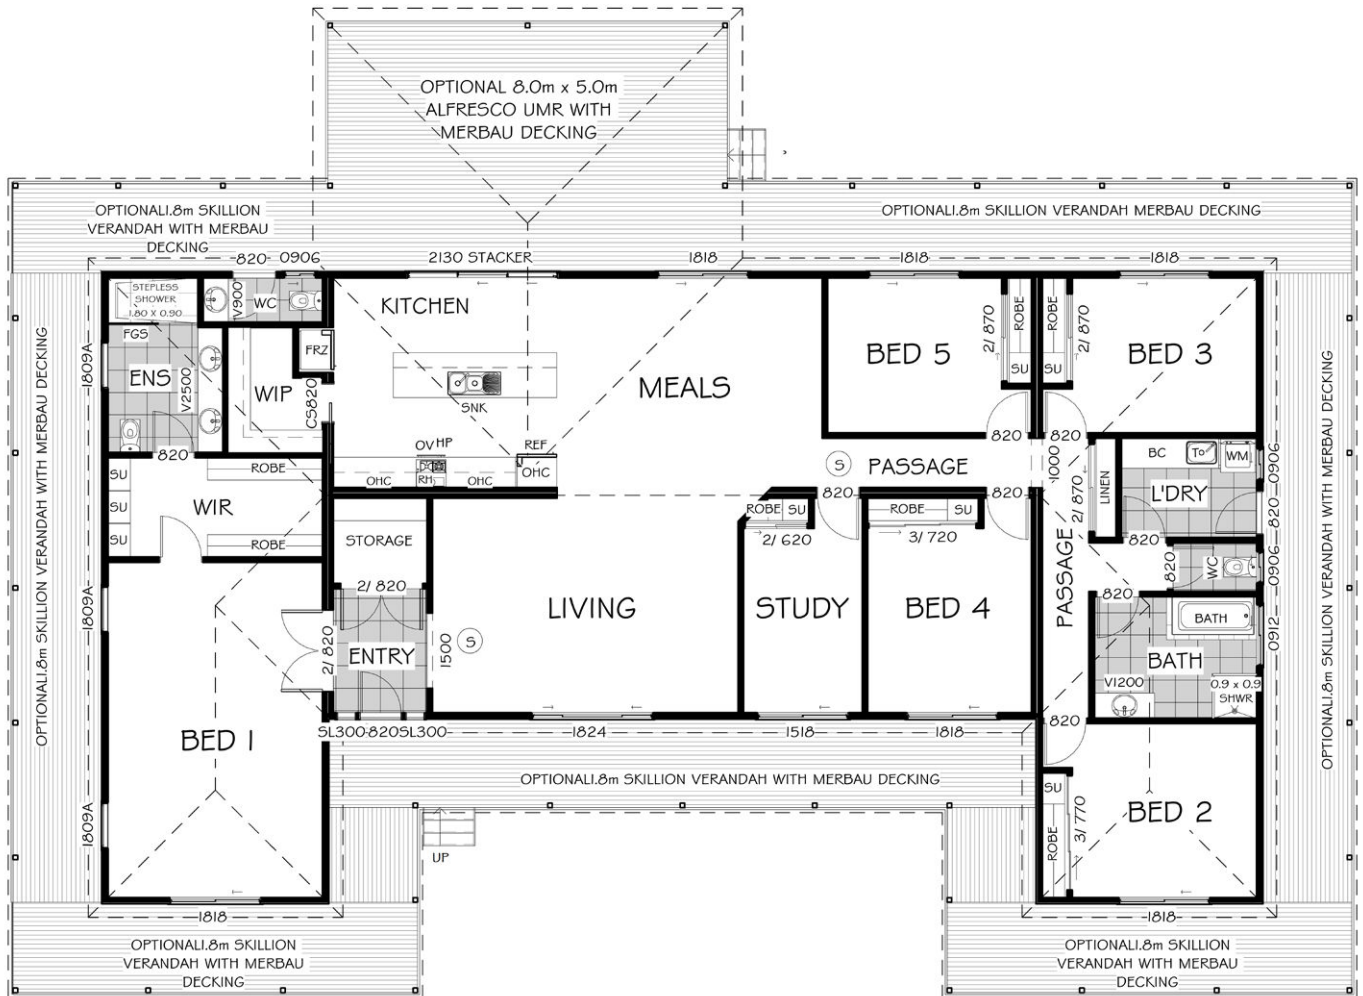 OPTIONAL 8.0m x 5.0m
ALFRESCO UMR WITH
MERBAU DECKING
OPTIONAL1.8m SKILLION
VERANDAH WITH MERBAU
DECKING
OPTIONAL1.8m SKILLION VERANDAH MERBAU DECKING
820
0906
2130 STACKER
1818
1818
1818
STEPLESS
SHOWER
1.80 x 0.90
V900
WC
FGS
ENS
V2500
820
1809A
WIP
FRZ
CS820
KITCHEN
SNK
OV
HP
RH
OHC
OHC
REF
OHC
MEALS
BED 5
2/ 870
ROBE
SU
ROBE
SU
2/ 870
BED 3
820
820
S
PASSAGE
820
820
1000
2/ 870
LINEN
BC
To
WM
L'DRY
820
0906
820
0906
0912
SU
SU
SU
ROBE
WIR
ROBE
STORAGE
2/ 820
2/ 820
ENTRY
1500
S
LIVING
ROBE
SU
2/ 620
STUDY
ROBE
SU
3/ 720
BED 4
PASSAGE
820
WC
820
BATH
BATH
V1200
0.9 x 0.9
SHWR
820
1809A
BED 1
1809A
1818
SL300
820
SL300
1824
1518
1818
OPTIONAL1.8m SKILLION VERANDAH WITH MERBAU DECKING
UP
SU
ROBE
3/ 770
BED 2
1818
OPTIONAL1.8m SKILLION VERANDAH WITH MERBAU DECKING
OPTIONAL1.8m SKILLION VERANDAH WITH MERBAU DECKING
OPTIONAL1.8m SKILLION
VERANDAH WITH MERBAU
DECKING
OPTIONAL1.8m SKILLION
VERANDAH WITH MERBAU
DECKING